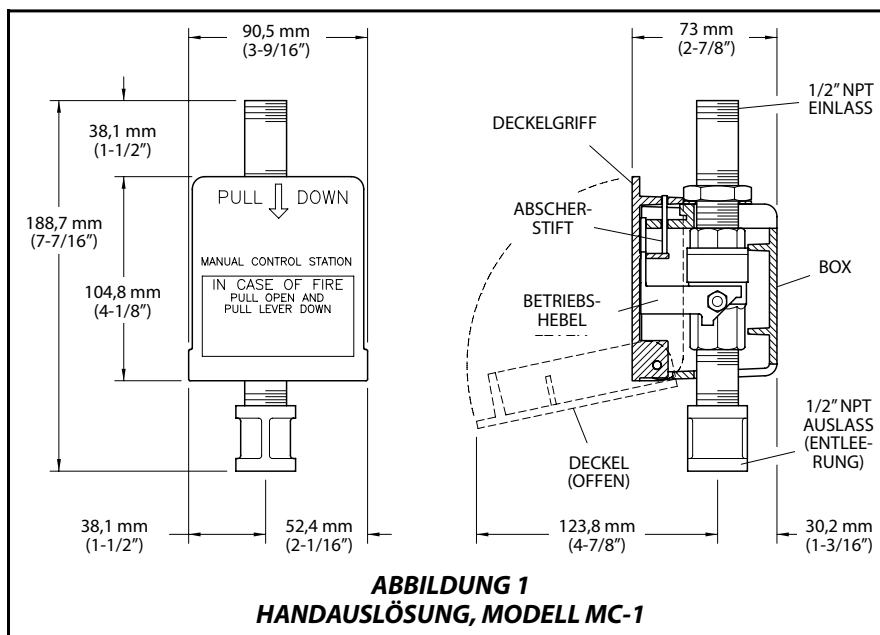 90,5 mm
(3-9/16”)
38,1 mm
(1-1/2”)
188,7 mm
(7-7/16”)
104,8 mm
(4-1/8”)
PULL DOWN
MANUAL CONTROL STATION
IN CASE OF FIRE
PULL OPEN AND
PULL LEVER DOWN
38,1 mm
(1-1/2”)
52,4 mm
(2-1/16”)
73 mm
(2-7/8”)
1/2” NPT
EINLASS
DECKELGRIFF
ABSCHER-
STIFT
BETRIEBS-
HEBEL
BOX
1/2” NPT
AUSLASS
(ENTLEE-
RUNG)
DECKEL
(OFFEN)
123,8 mm
(4-7/8”)
30,2 mm
(1-3/16”)
ABBILDUNG 1
HANDAUSLÖSUNG, MODELL MC-1